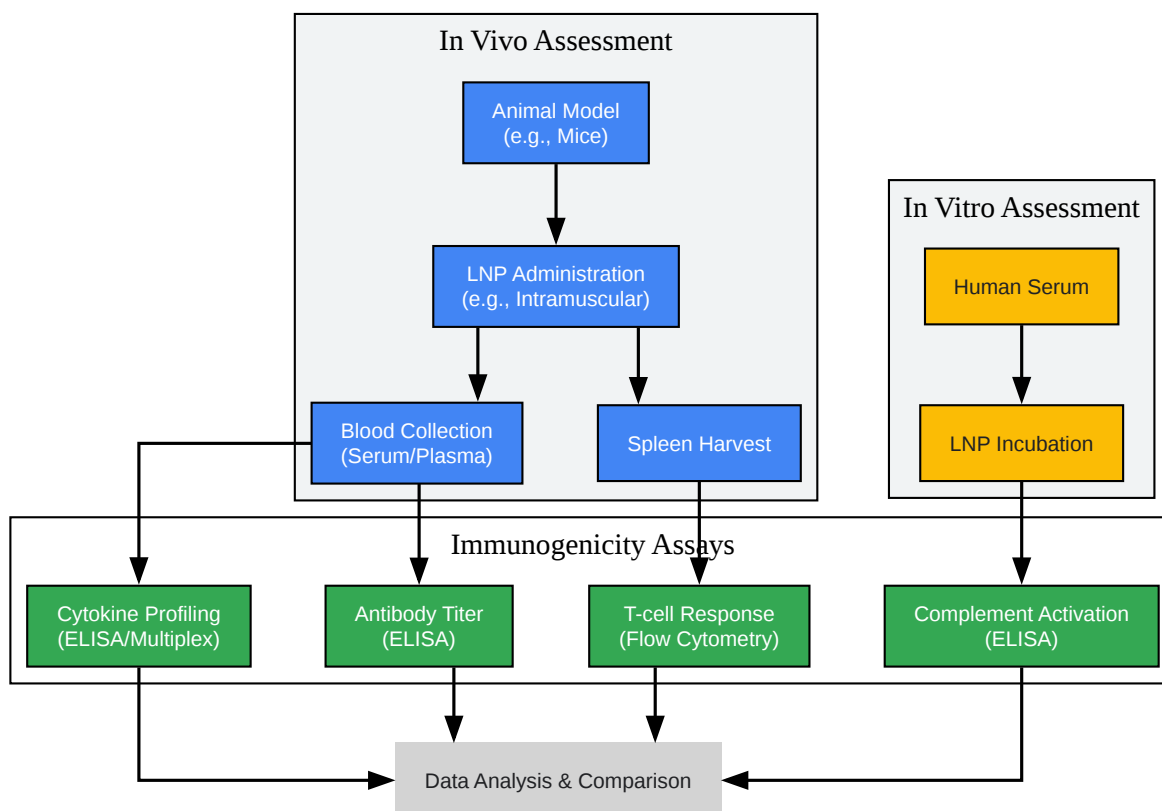 In Vivo Assessment
Animal Model
(e.g., Mice)
LNP Administration
(e.g., Intramuscular)
Blood Collection
(Serum/Plasma)
Spleen Harvest
In Vitro Assessment
Human Serum
LNP Incubation
Immunogenicity Assays
Cytokine Profiling
(ELISA/Multiplex)
Antibody Titer
(ELISA)
T-cell Response
(Flow Cytometry)
Complement Activation
(ELISA)
Data Analysis & Comparison